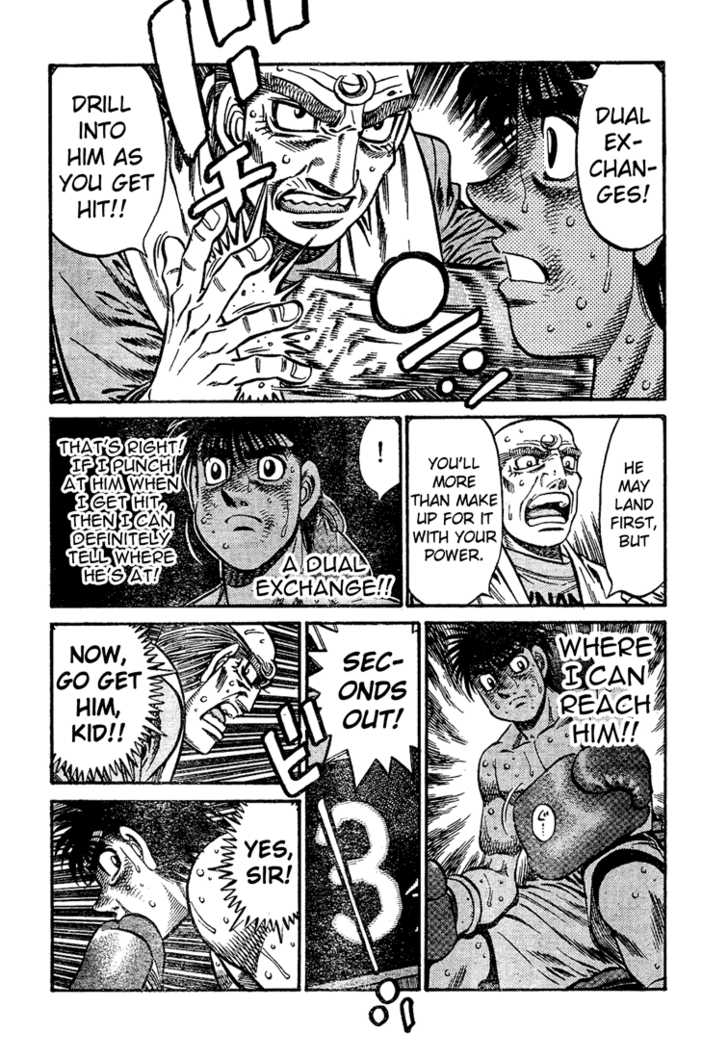 DUAL
EX-
CHAN-
GES!
DRILL
INTO
HIM AS
YOU GET
HIT!!
HE
MAY
LAND
FIRST,
BUT
YOU'LL
MORE
THAN MAKE
UP FOR IT
WITH YOUR
POWER.
!
A DUAL
EXCHANGE!!
THAT'S RIGHT!
IF I PUNCH
AT HIM WHEN
I GET HIT,
THEN I CAN
DEFINITELY
TELL WHERE
HE'S AT!
WHERE
I CAN
REACH
HIM!!
SEC-
ONDS
OUT!
ビーッ
3
NOW,
GO GET
HIM,
KID!!
YES,
SIR!